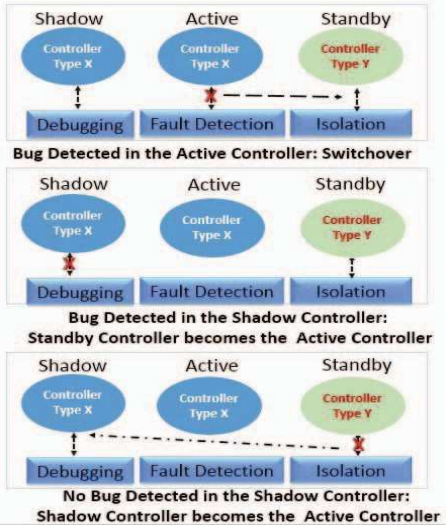 Shadow Active Standby
Controller Type X Controller Type X Controller Type Y
Debugging Fault Detection Isolation
Bug Detected in the Active Controller: Switchover
Shadow Active Standby
Controller Type X Controller Type X Controller Type Y
Debugging Fault Detection Isolation
Bug Detected in the Shadow Controller:
Standby Controller becomes the Active Controller
Shadow Active Standby
Controller Type X Controller Type X Controller Type Y
Debugging Fault Detection Isolation
No Bug Detected in the Shadow Controller:
Shadow Controller becomes the Active Controller